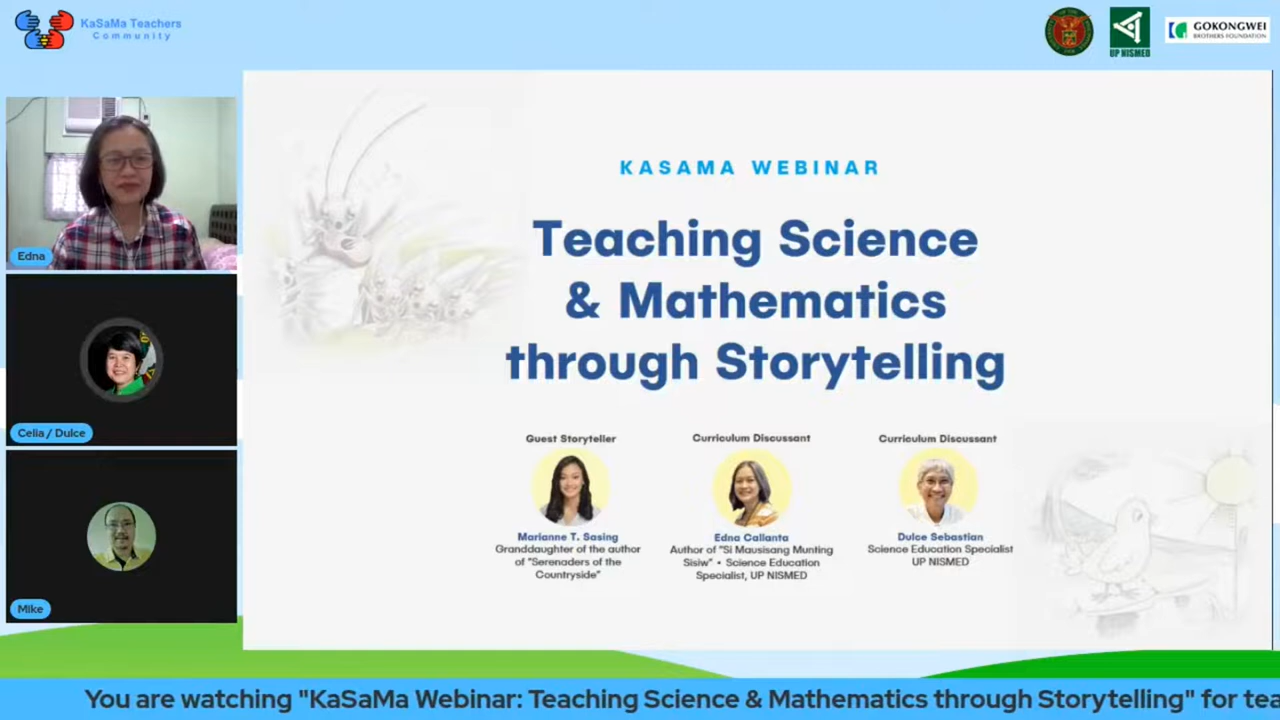 KaSaMa Teachers
Community
UP NISMED
GOKONGWEI
BROTHERS FOUNDATION
Edna
Celia / Dulce
Mike
KASAMA WEBINAR
Teaching Science
& Mathematics
through Storytelling
Guest Storyteller
Marianne T. Sasing
Granddaughter of the author
of "Serenaders of the
Countryside"
Curriculum Discussant
Edna Callanta
Author of "Si Mausisang Munting
Sisiw" • Science Education
Specialist, UP NISMED
Curriculum Discussant
Dulce Sebastian
Science Education Specialist
UP NISMED
You are watching "KaSaMa Webinar: Teaching Science & Mathematics through Storytelling" for tea